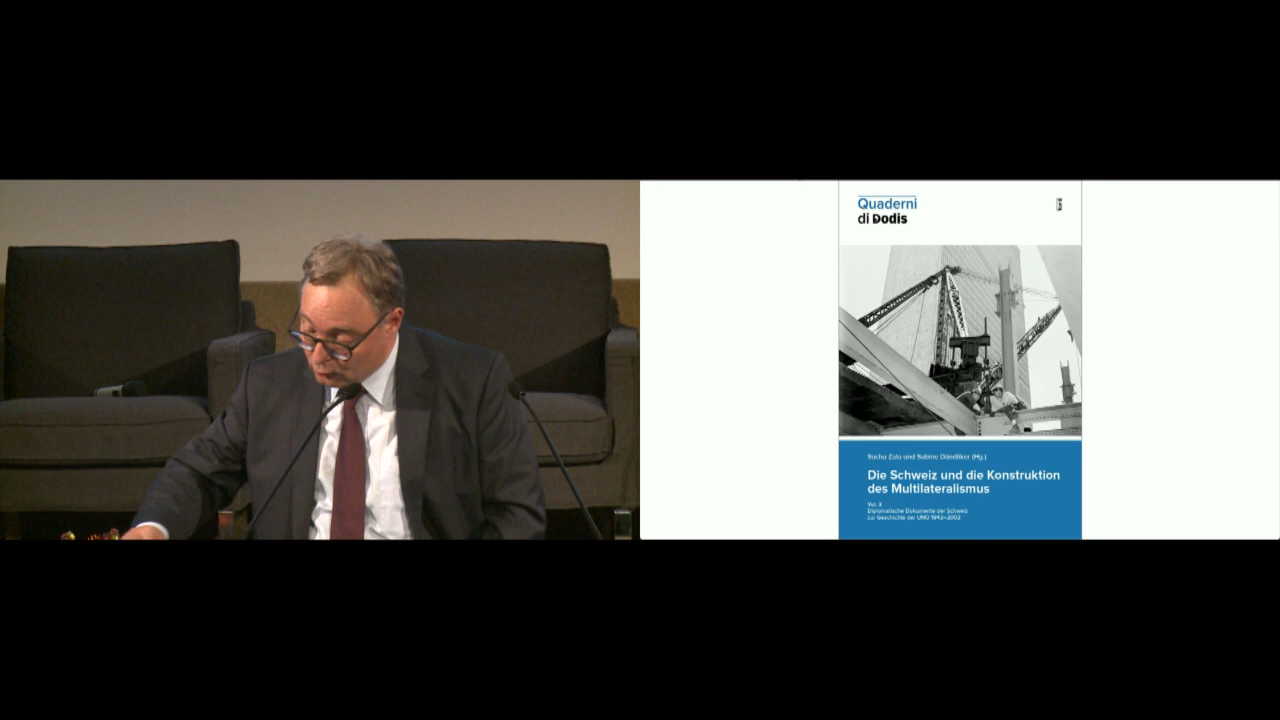 Quaderni
di Dodis
Sacha Zala und Sabine Dändliker (Hg.)
Die Schweiz und die Konstruktion
des Multilateralismus
Vol. 3
Diplomatische Dokumente der Schweiz
zur Geschichte der UNO 1942–2002